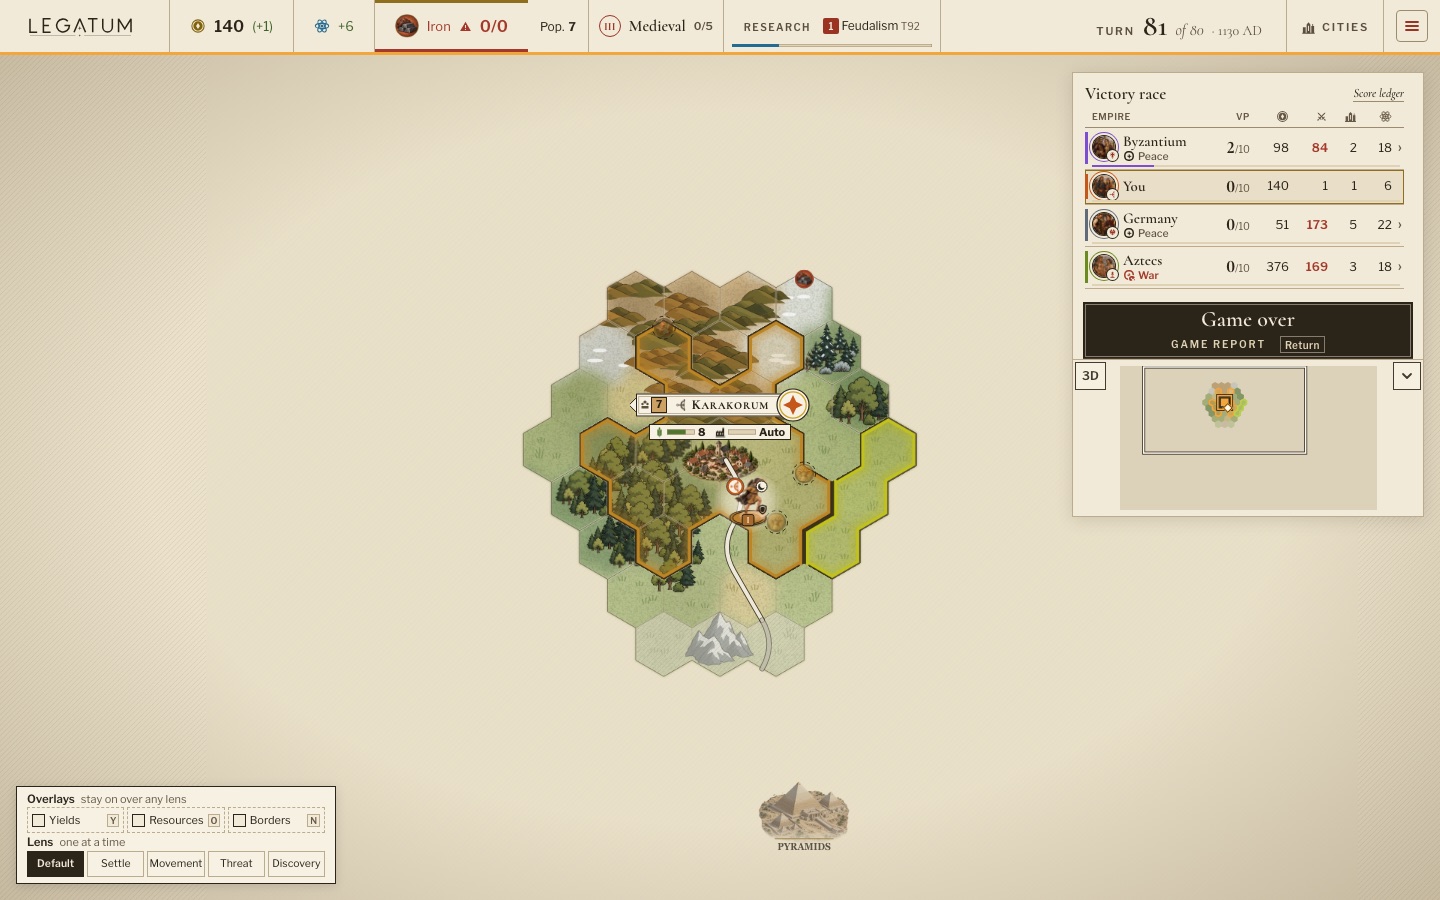 LEGATUM
140 (+1)
+6
Iron 0/0
Pop. 7
III Medieval 0/5
RESEARCH 1 Feudalism T92
TURN 81 of 80 · 1130 AD
CITIES
Victory race
Score ledger
EMPIRE VP
Byzantium 2/10 98 84 2 18 ›
Peace
You 0/10 140 1 1 6
Germany 0/10 51 173 5 22 ›
Peace
Aztecs 0/10 376 169 3 18 ›
War
Game over
GAME REPORT Return
3D
7 KARAKORUM
8 Auto
I
PYRAMIDS
Overlays stay on over any lens
Yields Y Resources O Borders N
Lens one at a time
Default Settle Movement Threat Discovery